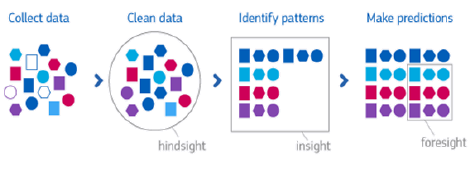 Collect data
Clean data
Identify patterns
Make predictions
hindsight
insight
foresight